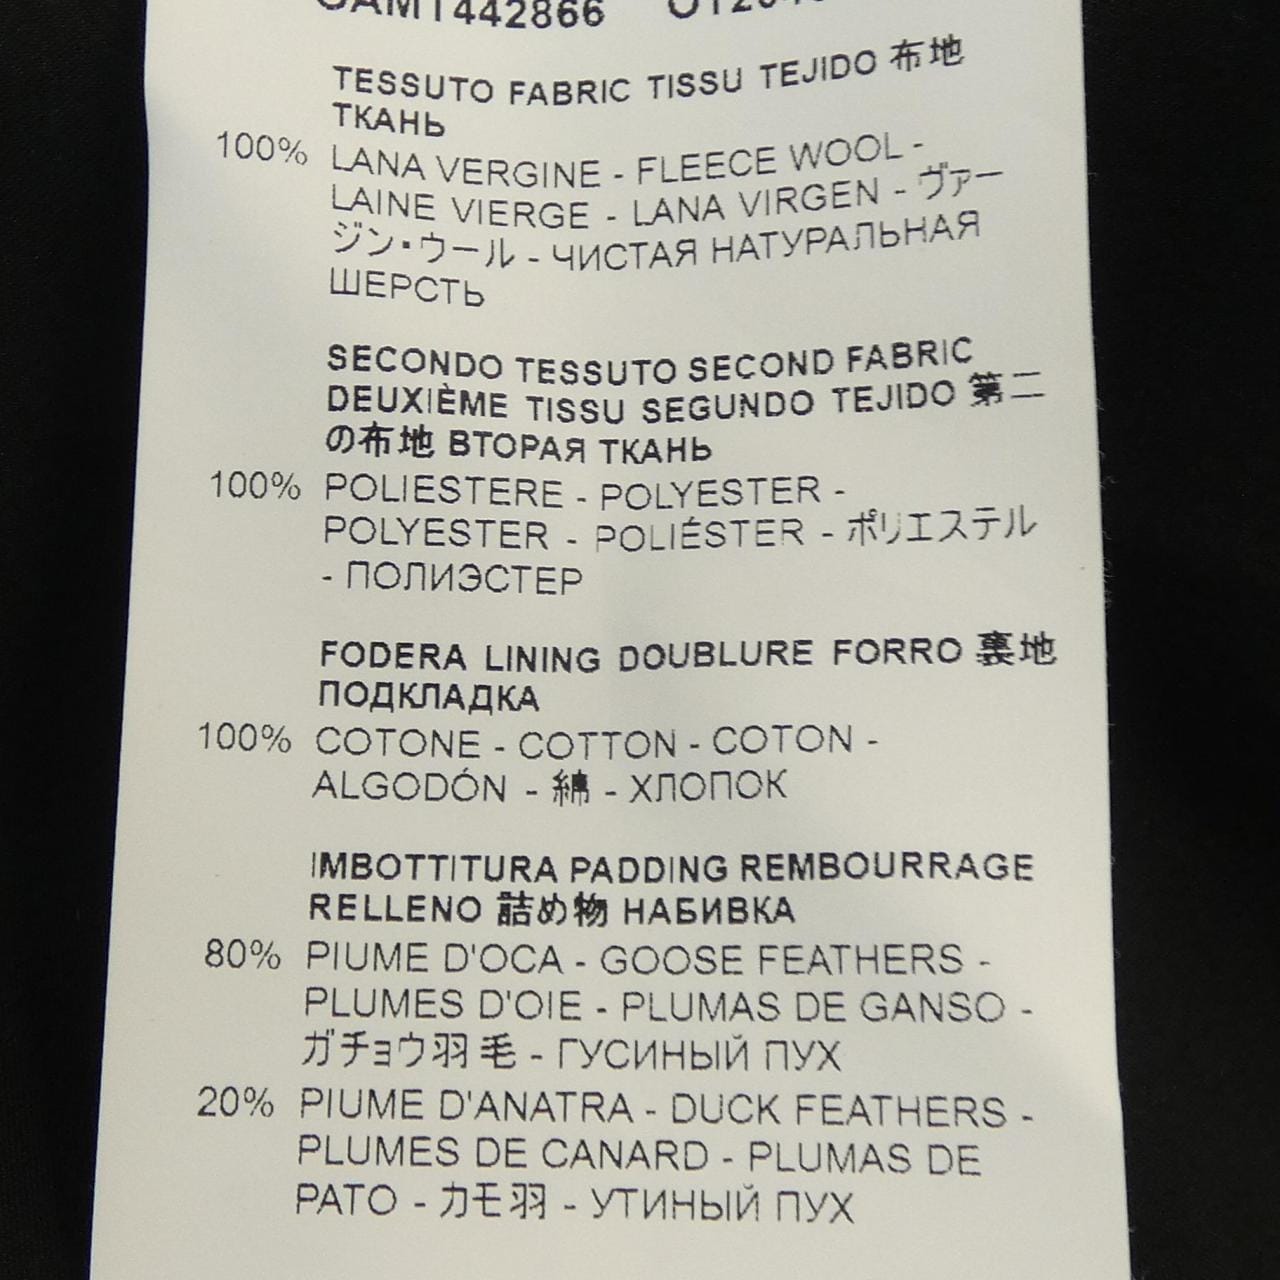 TESSUTO FABRIC TISSU TEJIDO 布地
ТКАНЬ
100% LANA VERGINE - FLEECE WOOL -
LAINE VIERGE - LANA VIRGEN - ヴァー
ジン・ウール - ЧИСТАЯ НАТУРАЛЬНАЯ
ШЕРСТЬ
SECONDO TESSUTO SECOND FABRIC
DEUXIÈME TISSU SEGUNDO TEJIDO 第二
の布地 ВТОРАЯ ТКАНЬ
100% POLIESTERE - POLYESTER -
POLYESTER - POLIÉSTER - ポリエステル
- ПОЛИЭСТЕР
FODERA LINING DOUBLURE FORRO 裏地
ПОДКЛАДКА
100% COTONE - COTTON - COTON -
ALGODÓN - 綿 - ХЛОПОК
IMBOTTITURA PADDING REMBOURRAGE
RELLENO 詰め物 НАБИВКА
80% PIUME D'OCA - GOOSE FEATHERS -
PLUMES D'OIE - PLUMAS DE GANSO -
ガチョウ羽毛 - ГУСИНЫЙ ПУХ
20% PIUME D'ANATRA - DUCK FEATHERS -
PLUMES DE CANARD - PLUMAS DE
PATO - カモ羽 - УТИНЫЙ ПУХ